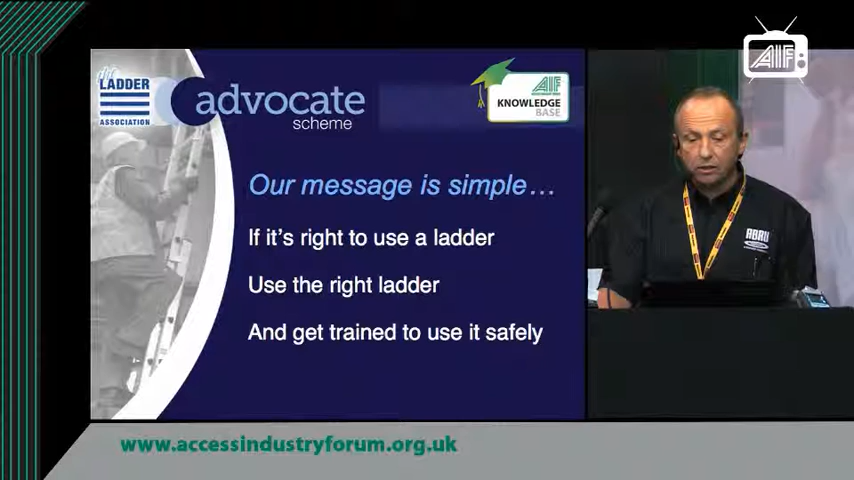 AIF
the
LADDER
ASSOCIATION
advocate
scheme
AIF
KNOWLEDGE
BASE
Our message is simple...
If it's right to use a ladder
Use the right ladder
And get trained to use it safely
ABRU
www.accessindustryforum.org.uk